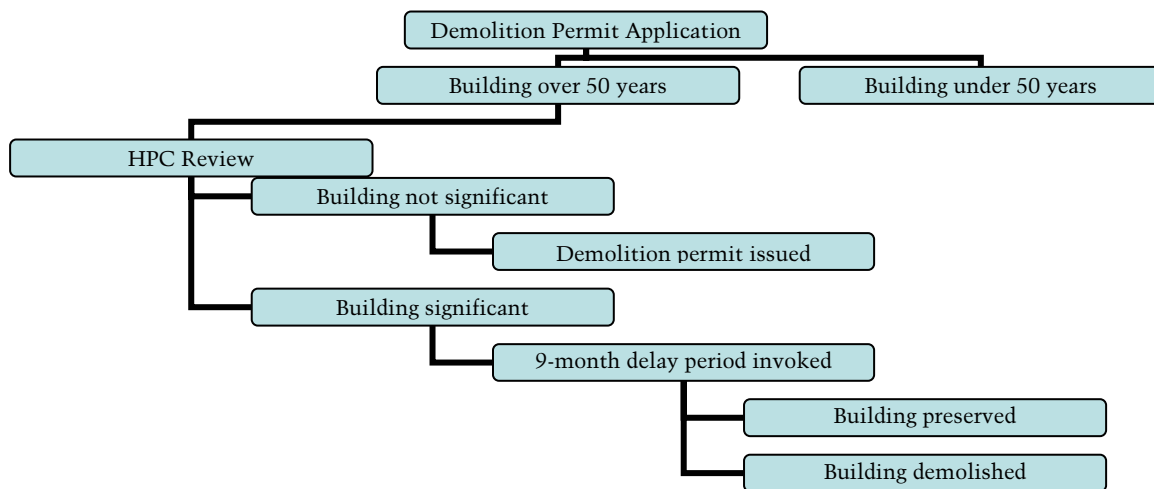 Demolition Permit Application
Building over 50 years
Building under 50 years
HPC Review
Building not significant
Demolition permit issued
Building significant
9-month delay period invoked
Building preserved
Building demolished